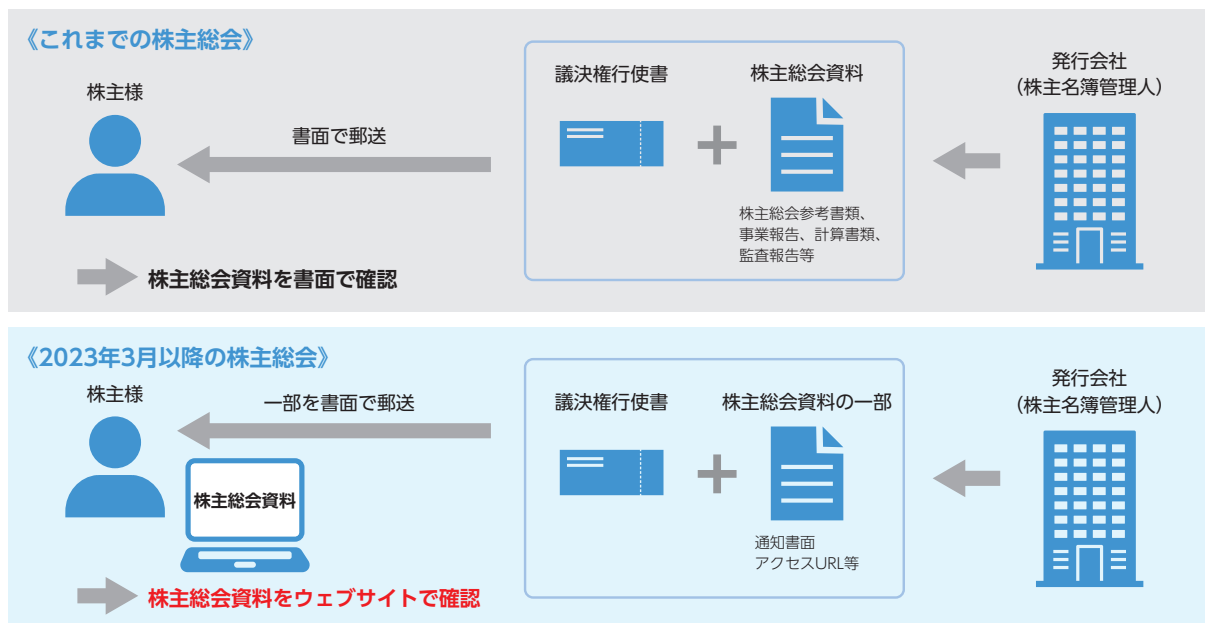 《これまでの株主総会》
株主様
書面で郵送
議決権行使書
株主総会資料
株主総会参考書類、
事業報告、計算書類、
監査報告等
発行会社
(株主名簿管理人)
株主総会資料を書面で確認
《2023年3月以降の株主総会》
株主様
一部を書面で郵送
株主総会資料
議決権行使書
株主総会資料の一部
通知書面
アクセスURL等
発行会社
(株主名簿管理人)
株主総会資料をウェブサイトで確認